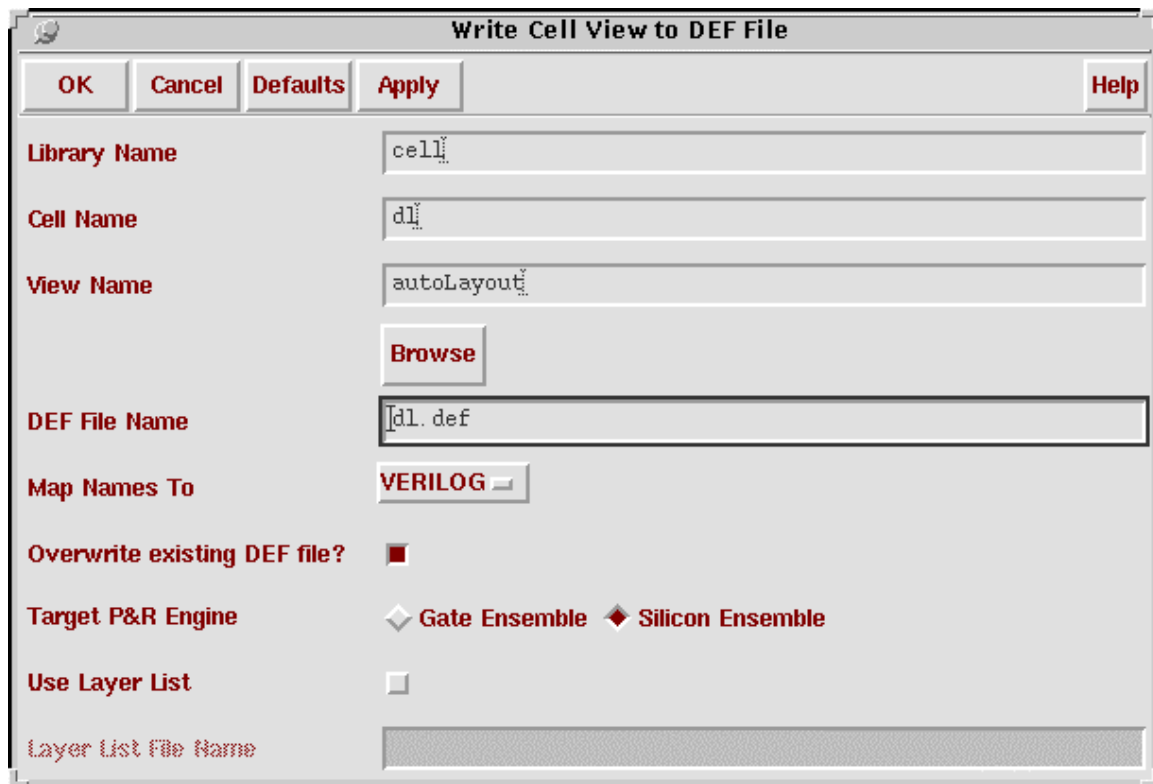 Write Cell View to DEF File
OK Cancel Defaults Apply Help
Library Name cell
Cell Name dl
View Name autoLayout
Browse
DEF File Name dl.def
Map Names To VERILOG
Overwrite existing DEF file?
Target P&R Engine Gate Ensemble Silicon Ensemble
Use Layer List
Layer List File Name